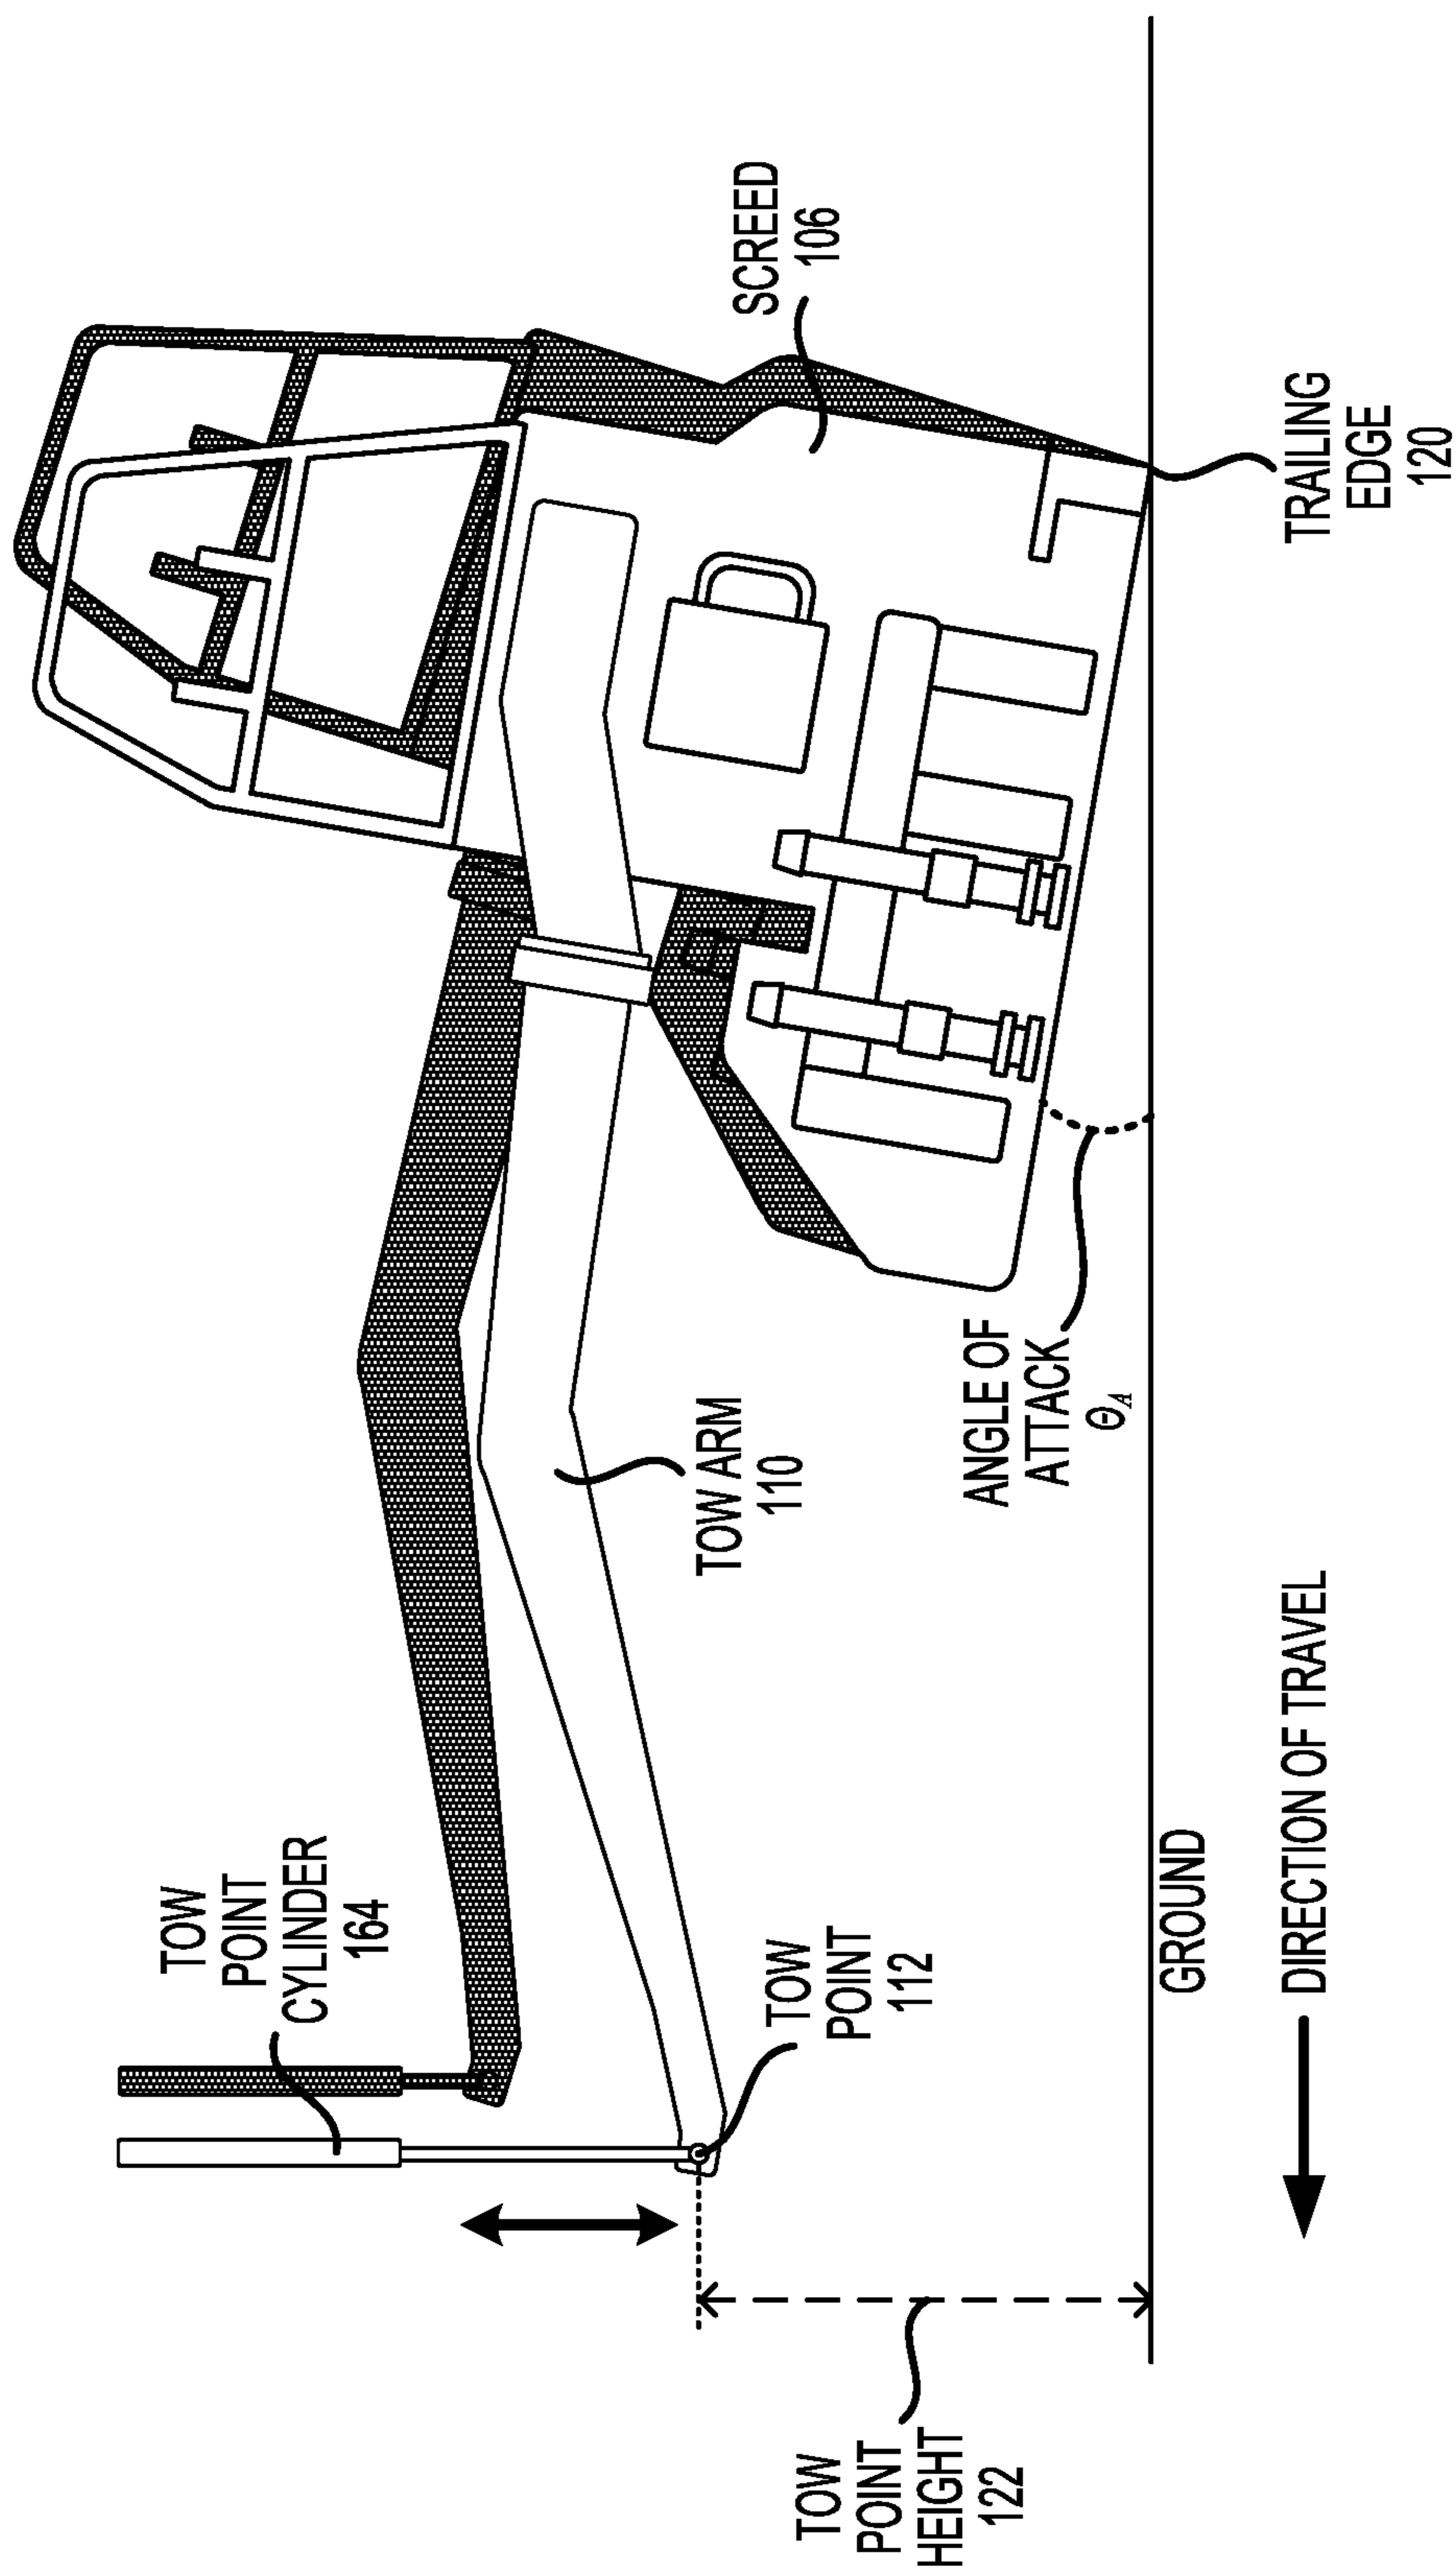 TOW
POINT
CYLINDER
164
SCREED
106
TOW
POINT
112
TOW ARM
110
TOW
POINT
HEIGHT
122
ANGLE OF
ATTACK
Θ_A
TRAILING
EDGE
120
GROUND
DIRECTION OF TRAVEL